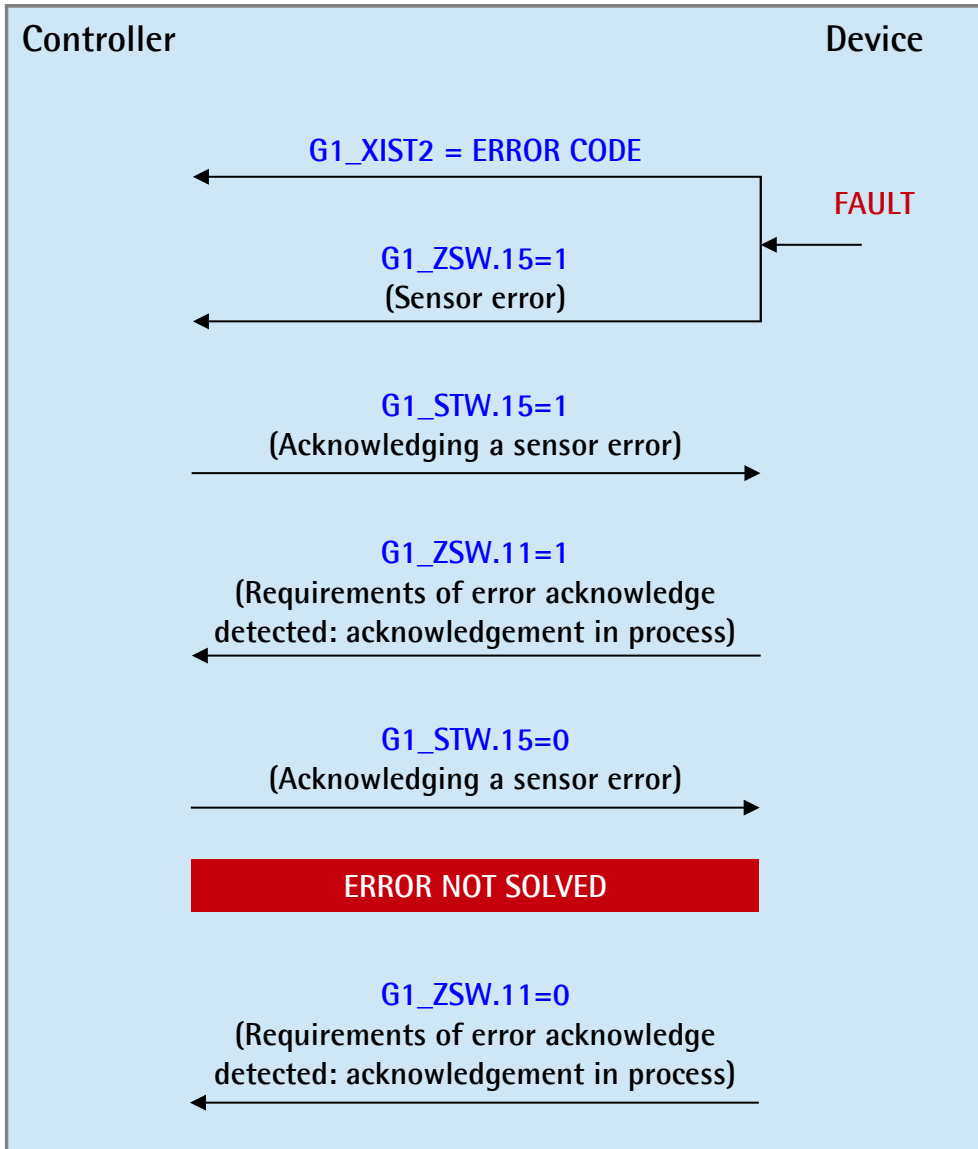 Controller
Device
G1_XIST2 = ERROR CODE
FAULT
G1_ZSW.15=1
(Sensor error)
G1_STW.15=1
(Acknowledging a sensor error)
G1_ZSW.11=1
(Requirements of error acknowledge
detected: acknowledgement in process)
G1_STW.15=0
(Acknowledging a sensor error)
ERROR NOT SOLVED
G1_ZSW.11=0
(Requirements of error acknowledge
detected: acknowledgement in process)